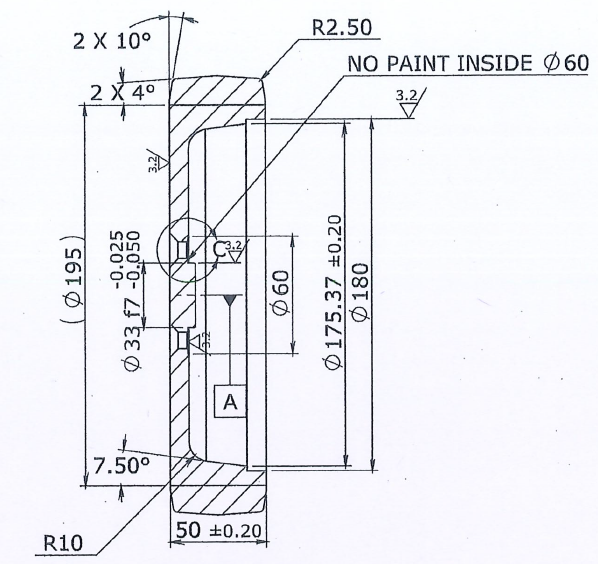 2 X 10°
R2.50
NO PAINT INSIDE Ø60
2 X 4°
3.2
3.2
C
3.2
(Ø195)
Ø33 f7 -0.025 -0.050
Ø60
Ø175.37 ±0.20
Ø180
3.2
A
7.50°
50 ±0.20
R10